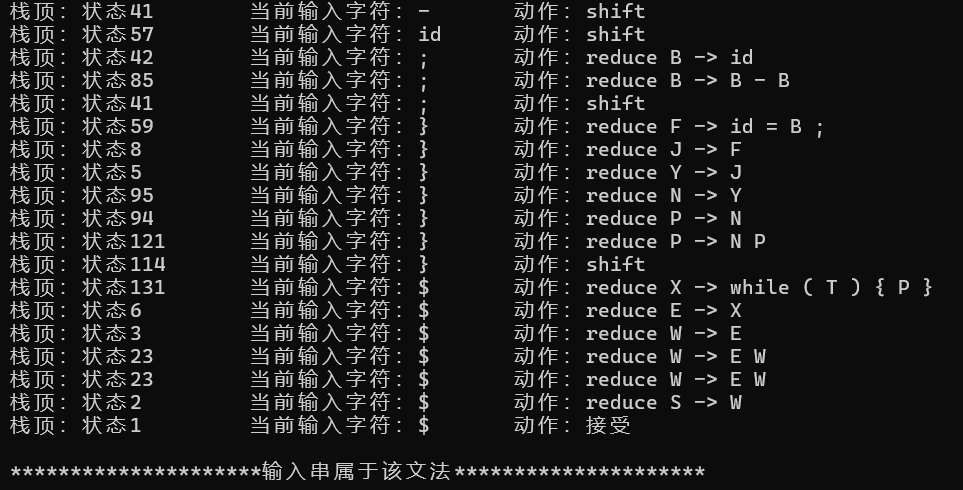 栈顶: 状态41 当前输入字符: - 动作: shift
栈顶: 状态57 当前输入字符: id 动作: shift
栈顶: 状态42 当前输入字符: ; 动作: reduce B -> id
栈顶: 状态85 当前输入字符: ; 动作: reduce B -> B - B
栈顶: 状态41 当前输入字符: ; 动作: shift
栈顶: 状态59 当前输入字符: } 动作: reduce F -> id = B ;
栈顶: 状态8 当前输入字符: } 动作: reduce J -> F
栈顶: 状态5 当前输入字符: } 动作: reduce Y -> J
栈顶: 状态95 当前输入字符: } 动作: reduce N -> Y
栈顶: 状态94 当前输入字符: } 动作: reduce P -> N
栈顶: 状态121 当前输入字符: } 动作: reduce P -> N P
栈顶: 状态114 当前输入字符: } 动作: shift
栈顶: 状态131 当前输入字符: $ 动作: reduce X -> while ( T ) { P }
栈顶: 状态6 当前输入字符: $ 动作: reduce E -> X
栈顶: 状态3 当前输入字符: $ 动作: reduce W -> E
栈顶: 状态23 当前输入字符: $ 动作: reduce W -> E W
栈顶: 状态23 当前输入字符: $ 动作: reduce W -> E W
栈顶: 状态2 当前输入字符: $ 动作: reduce S -> W
栈顶: 状态1 当前输入字符: $ 动作: 接受
*********************输入串属于该文法*********************